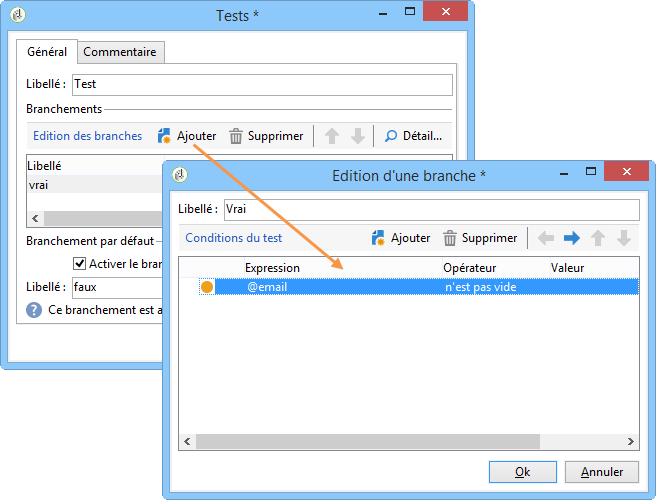 Tests *
Général Commentaire
Libellé : Test
Branchements
Edition des branches Ajouter Supprimer Détail...
Libellé
vrai
Branchement par défaut
Activer le bran
Libellé : faux
Ce branchement est a
Edition d'une branche *
Libellé : Vrai
Conditions du test Ajouter Supprimer
Expression Opérateur Valeur
@email n'est pas vide
Ok Annuler